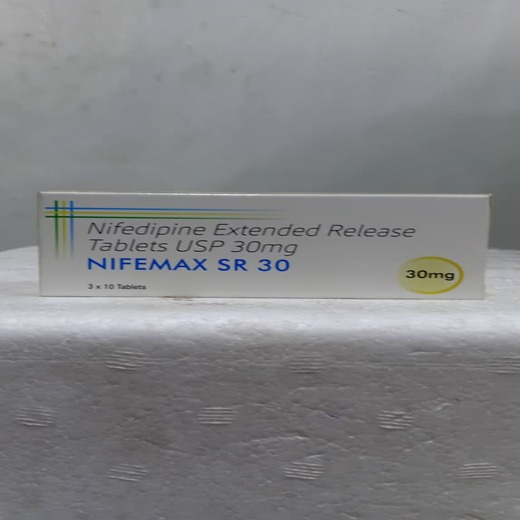 Nifedipine Extended Release
Tablets USP 30mg
NIFEMAX SR 30
3 x 10 Tablets
30mg